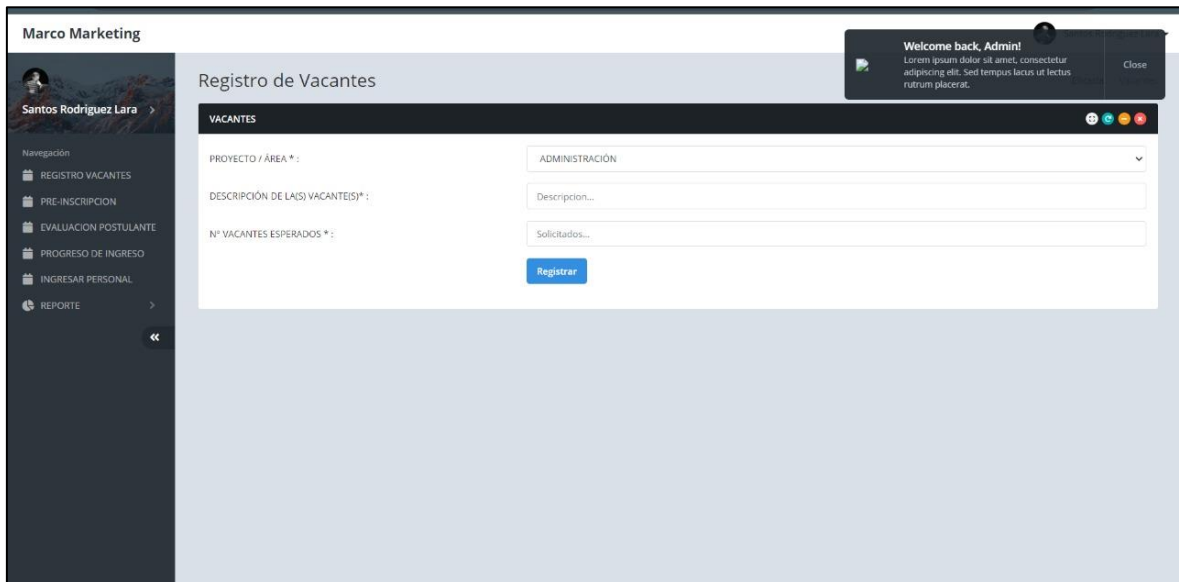 Marco Marketing
Welcome back, Admin!
Lorem ipsum dolor sit amet, consectetur
adipiscing elit. Sed tempus lacus ut lectus
rutrum placerat.
Close
Santos Rodriguez Lara
Registro de Vacantes
VACANTES
Navegación
REGISTRO VACANTES
PRE-INSCRIPCION
EVALUACION POSTULANTE
PROGRESO DE INGRESO
INGRESAR PERSONAL
REPORTE
PROYECTO / ÁREA * :
ADMINISTRACIÓN
DESCRIPCIÓN DE LA(S) VACANTE(S)* :
Descripcion...
N° VACANTES ESPERADOS * :
Solicitados...
Registrar